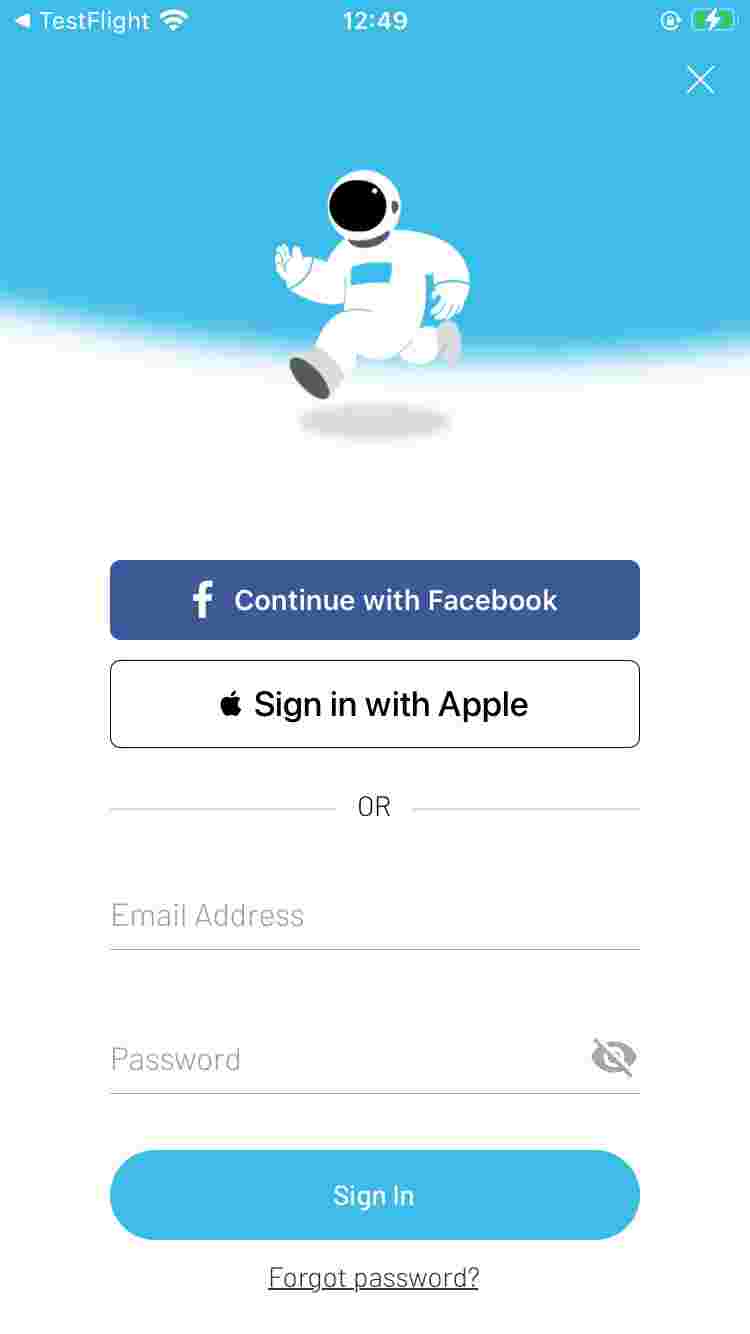 TestFlight 12:49
Continue with Facebook
Sign in with Apple
OR
Email Address
Password
Sign In
Forgot password?